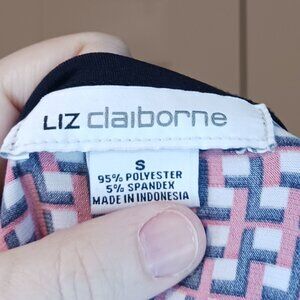 LIZ claiborne
S
95% POLYESTER
5% SPANDEX
MADE IN INDONESIA